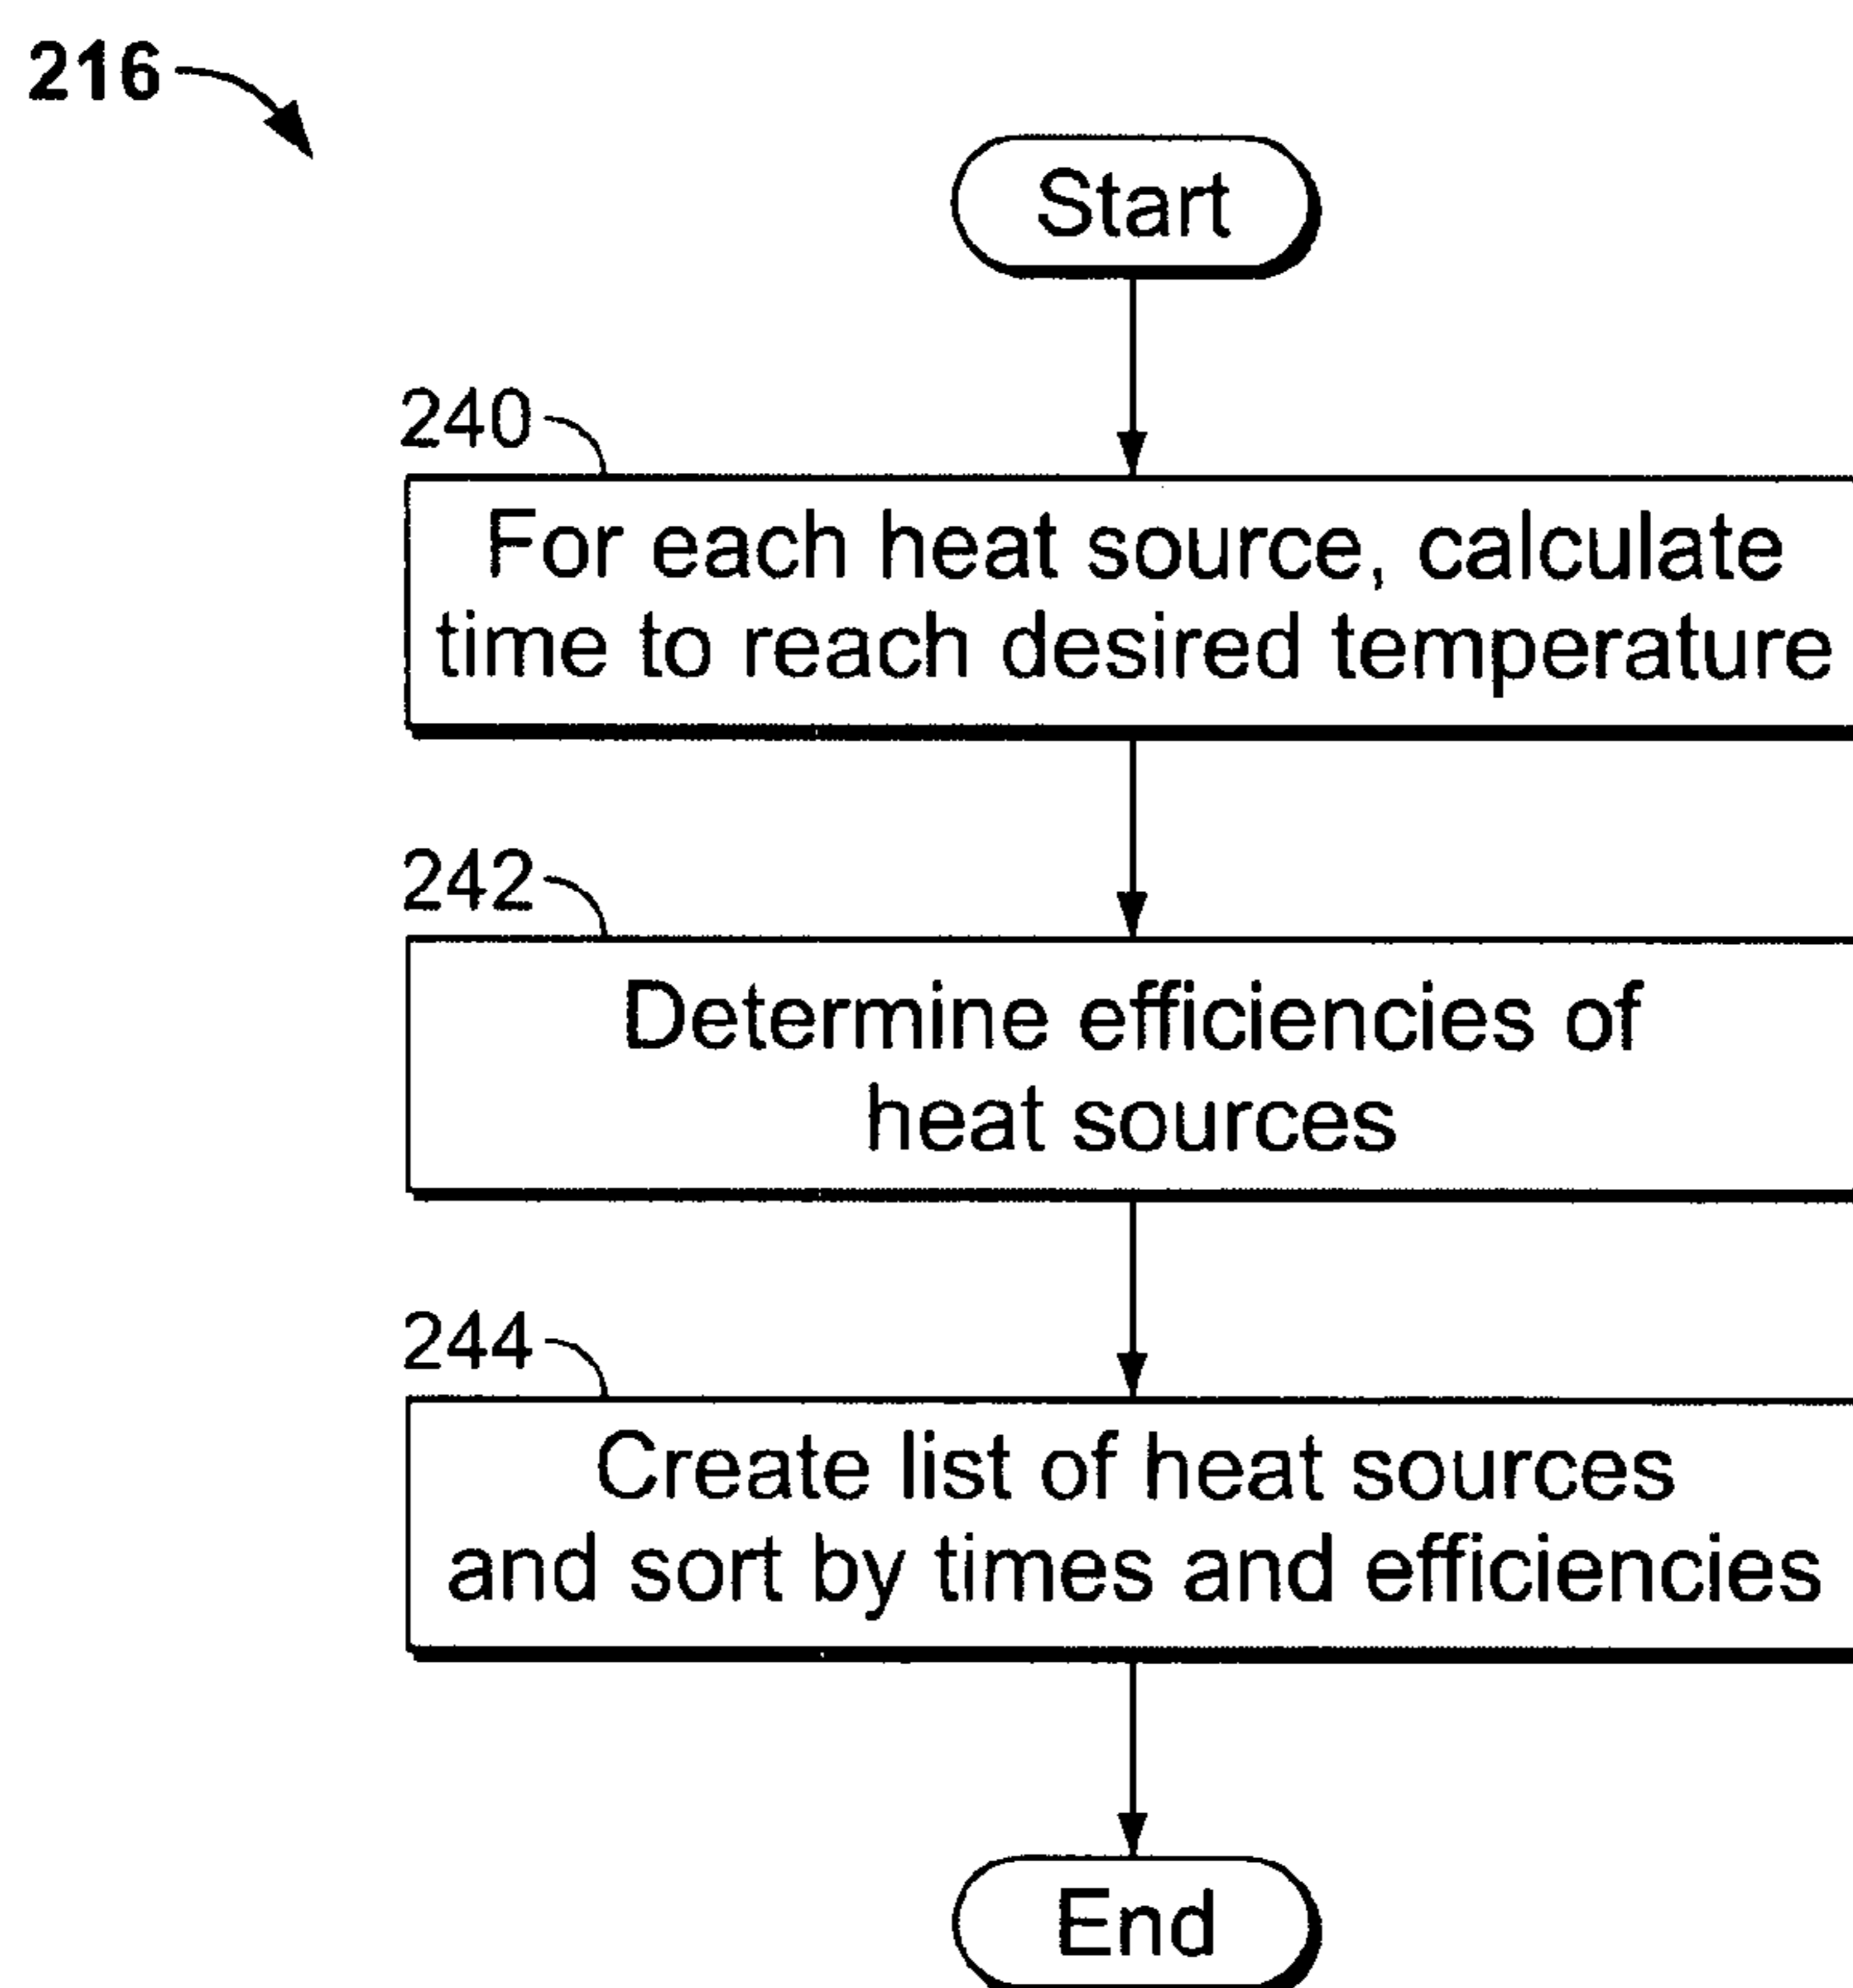 216
Start
240
For each heat source, calculate
time to reach desired temperature
242
Determine efficiencies of
heat sources
244
Create list of heat sources
and sort by times and efficiencies
End